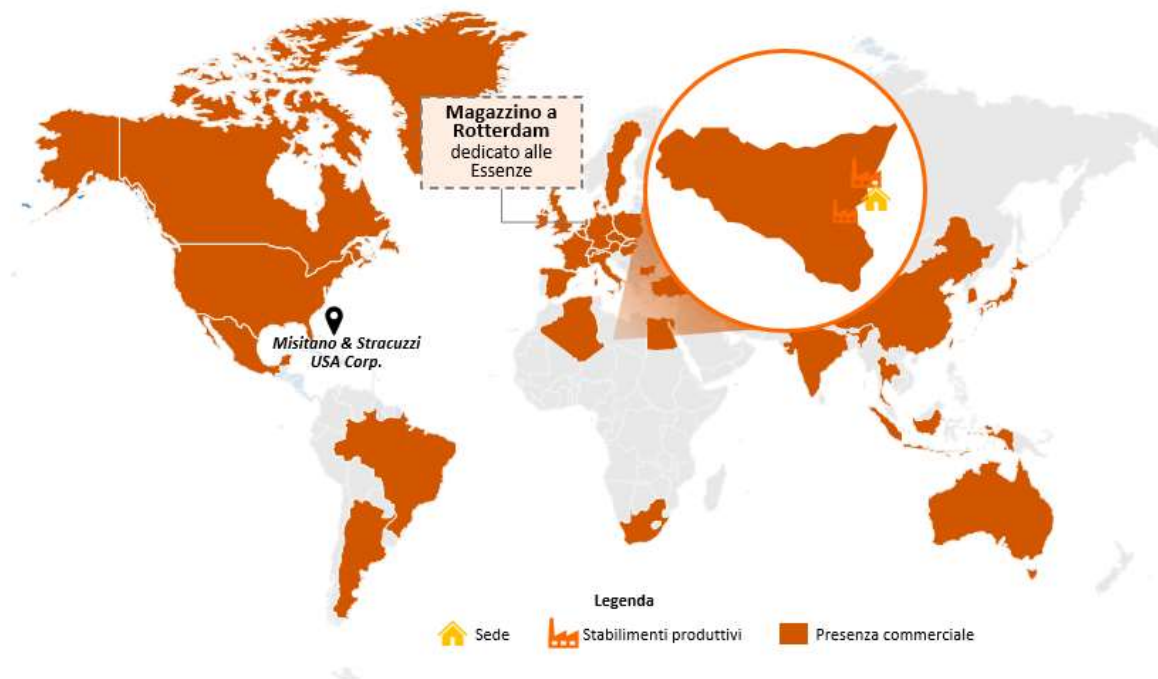 Magazzino a
Rotterdam
dedicato alle
Essenze
Misitano & Stracuzzi
USA Corp.
Legenda
Sede
Stabilimenti produttivi
Presenza commerciale